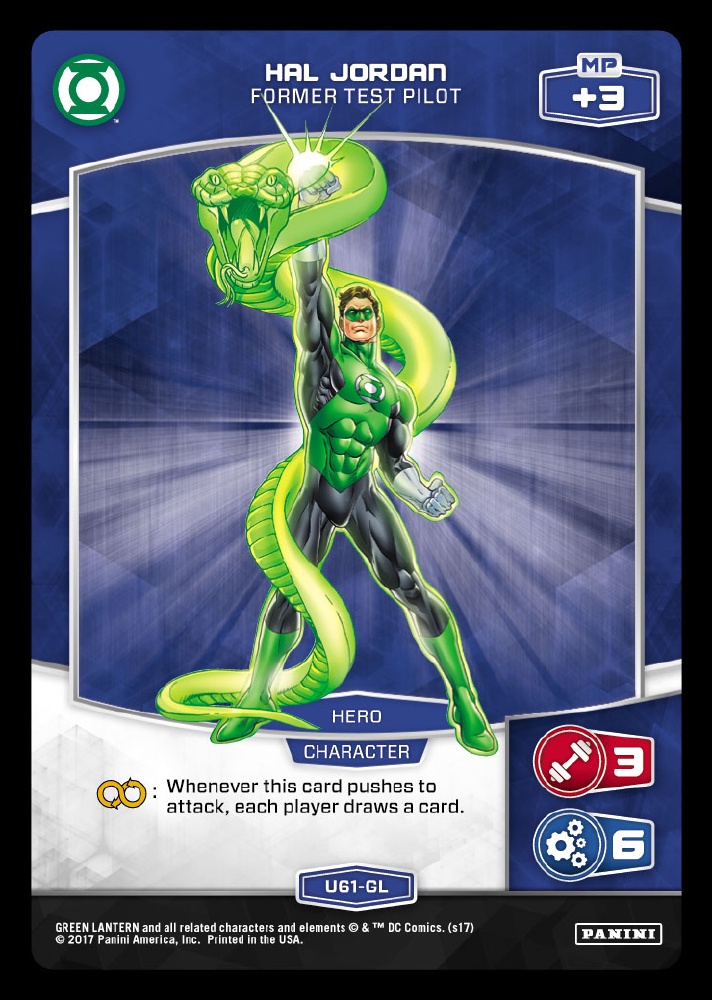 HAL JORDAN
FORMER TEST PILOT
MP
+3
TM
HERO
CHARACTER
: Whenever this card pushes to
attack, each player draws a card.
3
6
U61-GL
GREEN LANTERN and all related characters and elements © & ™ DC Comics. (s17)
© 2017 Panini America, Inc. Printed in the USA.
PANINI